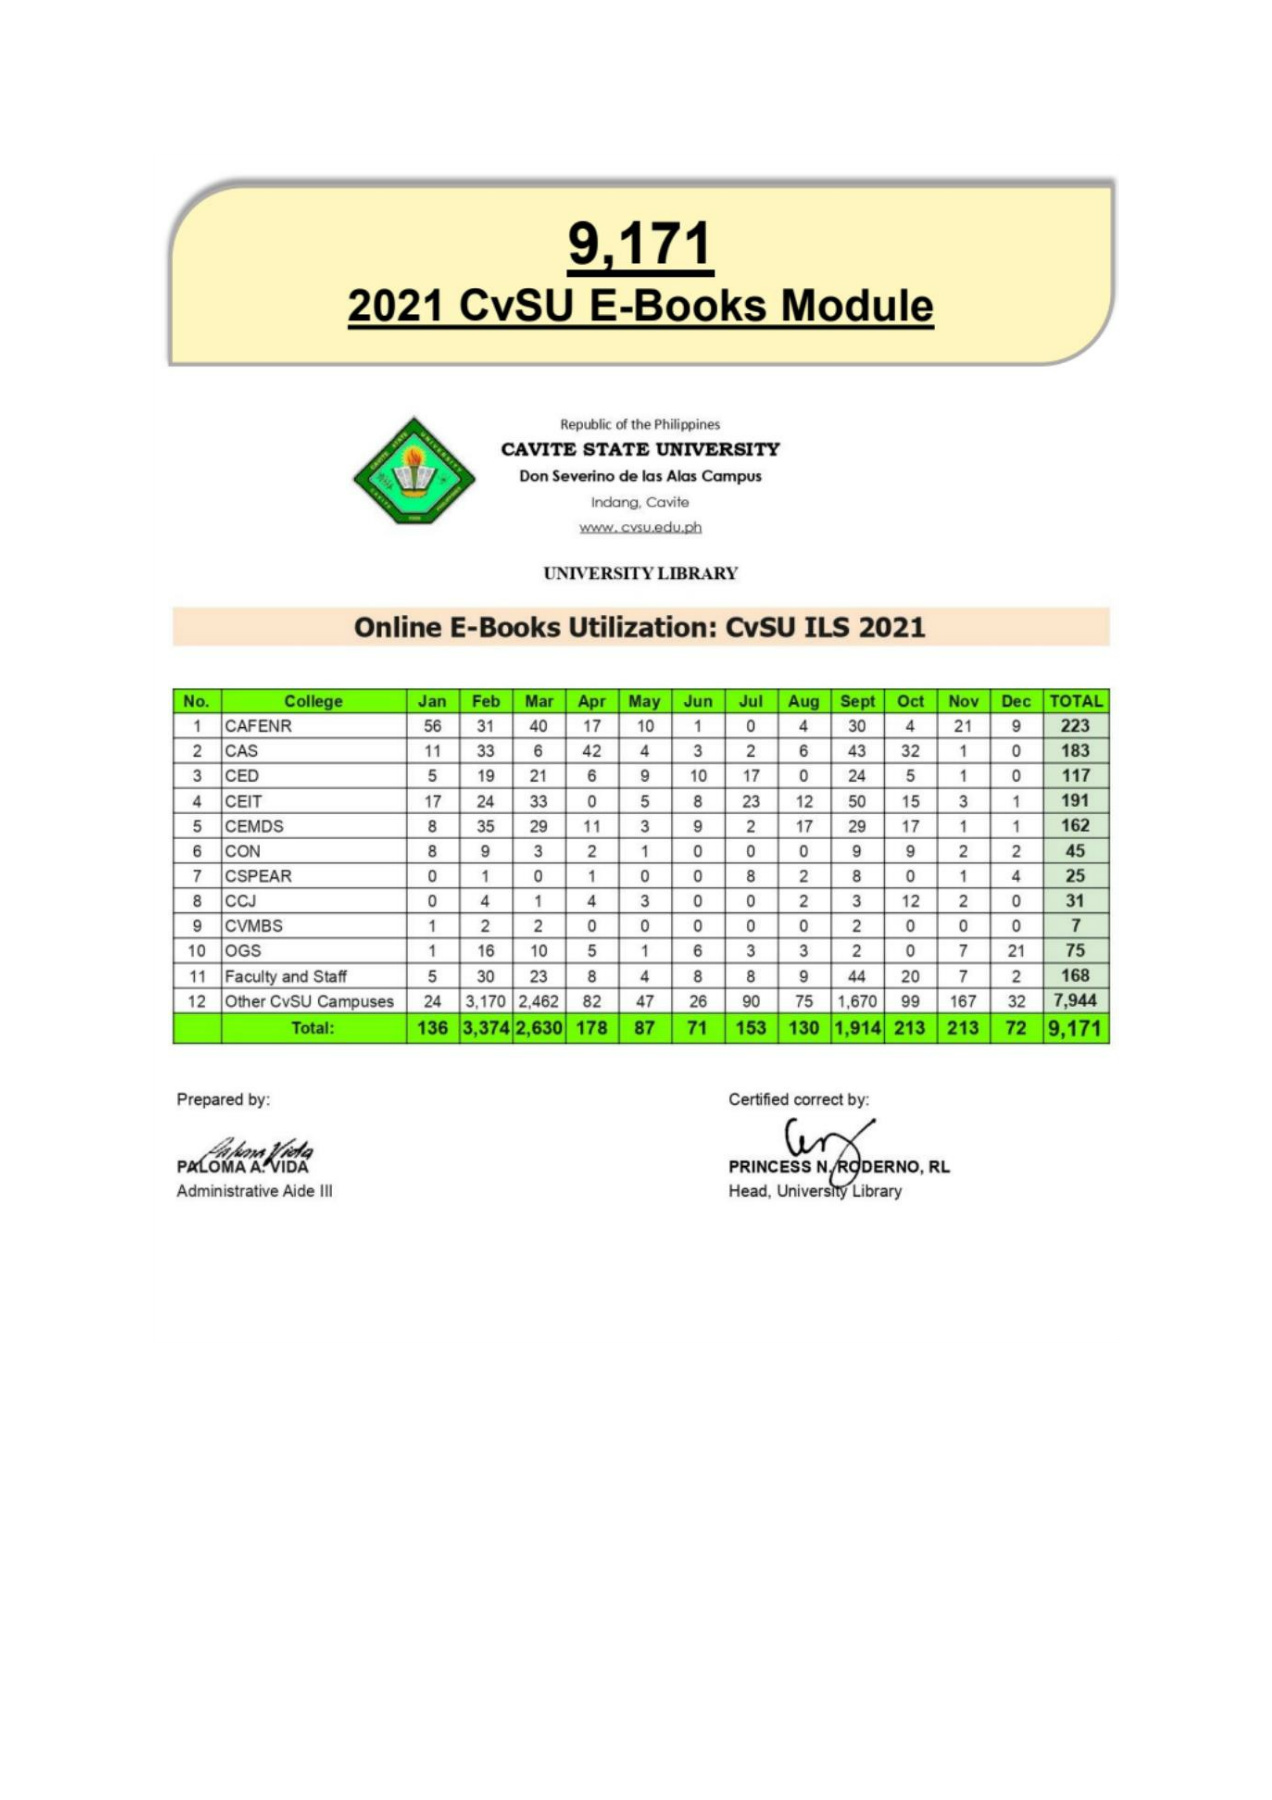 9,171
2021 CvSU E-Books Module
Republic of the Philippines
CAVITE STATE UNIVERSITY
Don Severino de las Alas Campus
Indang, Cavite
www. cvsu.edu.ph
UNIVERSITY LIBRARY
Online E-Books Utilization: CvSU ILS 2021
No. College Jan Feb Mar Apr May Jun Jul Aug Sept Oct Nov Dec TOTAL
1 CAFENR 56 31 40 17 10 1 0 4 30 4 21 9 223
2 CAS 11 33 6 42 4 3 2 6 43 32 1 0 183
3 CED 5 19 21 6 9 10 17 0 24 5 1 0 117
4 CEIT 17 24 33 0 5 8 23 12 50 15 3 1 191
5 CEMDS 8 35 29 11 3 9 2 17 29 17 1 1 162
6 CON 8 9 3 2 1 0 0 0 9 9 2 2 45
7 CSPEAR 0 1 0 1 0 0 8 2 8 0 1 4 25
8 CCJ 0 4 1 4 3 0 0 2 3 12 2 0 31
9 CVMBS 1 2 2 0 0 0 0 0 2 0 0 0 7
10 OGS 1 16 10 5 1 6 3 3 2 0 7 21 75
11 Faculty and Staff 5 30 23 8 4 8 8 9 44 20 7 2 168
12 Other CvSU Campuses 24 3,170 2,462 82 47 26 90 75 1,670 99 167 32 7,944
Total: 136 3,374 2,630 178 87 71 153 130 1,914 213 213 72 9,171
Prepared by: Certified correct by:
PALOMA A. VIDA PRINCESS N. RODERNO, RL
Administrative Aide III Head, University Library